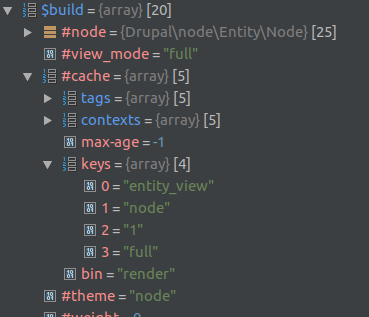 $build = {array} [20]
#node = {Drupal\node\Entity\Node} [25]
#view_mode = "full"
#cache = {array} [5]
tags = {array} [5]
contexts = {array} [5]
max-age = -1
keys = {array} [4]
0 = "entity_view"
1 = "node"
2 = "1"
3 = "full"
bin = "render"
#theme = "node"
#weight = 0